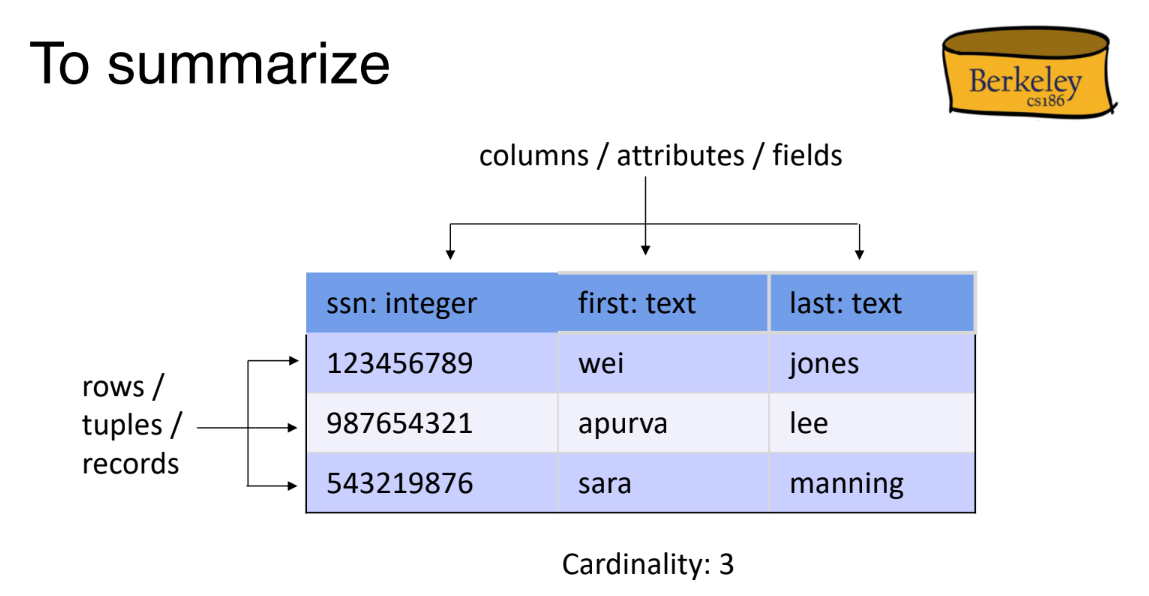 To summarize
Berkeley
cs186
columns / attributes / fields
ssn: integer first: text last: text
123456789 wei jones
987654321 apurva lee
543219876 sara manning
rows /
tuples /
records
Cardinality: 3